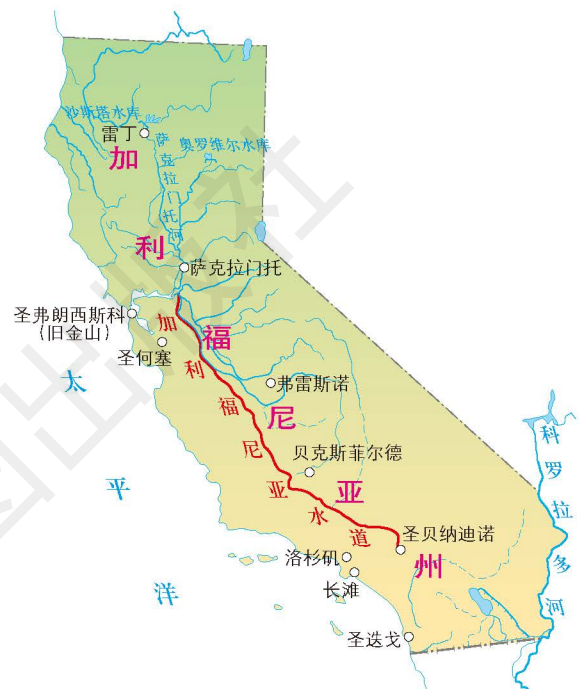 沙斯塔水库
雷丁
萨克拉门托河
奥罗维尔水库
加利福尼亚州
萨克拉门托
圣弗朗西斯科
(旧金山)
圣何塞
加利福尼亚水道
弗雷斯诺
太平洋
贝克斯菲尔德
科罗拉多河
圣贝纳迪诺
洛杉矶
长滩
圣迭戈
图出版社